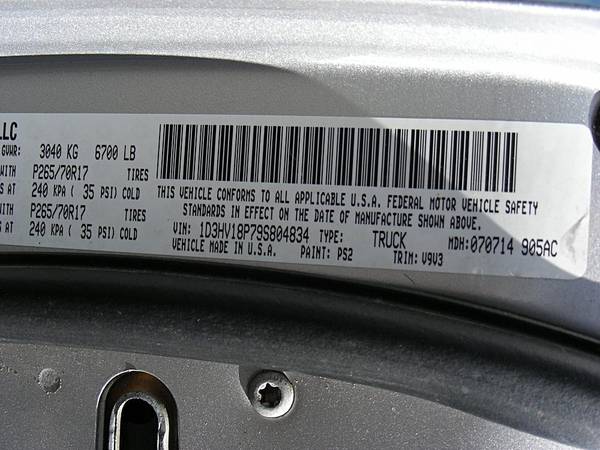 LLC
GVWR: 3040 KG 6700 LB
WITH P265/70R17 TIRES
S AT 240 KPA ( 35 PSI) COLD
WITH P265/70R17 TIRES
S AT 240 KPA ( 35 PSI) COLD
THIS VEHICLE CONFORMS TO ALL APPLICABLE U.S.A. FEDERAL MOTOR VEHICLE SAFETY
STANDARDS IN EFFECT ON THE DATE OF MANUFACTURE SHOWN ABOVE.
VIN: 1D3HV18P79S804834 TYPE: TRUCK MDH: 070714 905AC
VEHICLE MADE IN U.S.A. PAINT: PS2 TRIM: V9V3